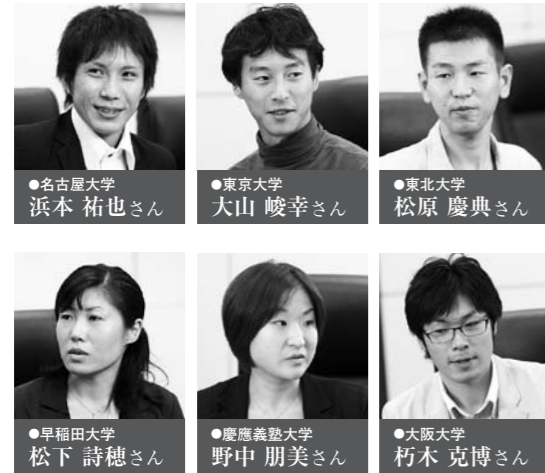 ●名古屋大学
浜本 祐也さん
●東京大学
大山 峻幸さん
●東北大学
松原 慶典さん
●早稲田大学
松下 詩穂さん
●慶應義塾大学
野中 朋美さん
●大阪大学
朽木 克博さん